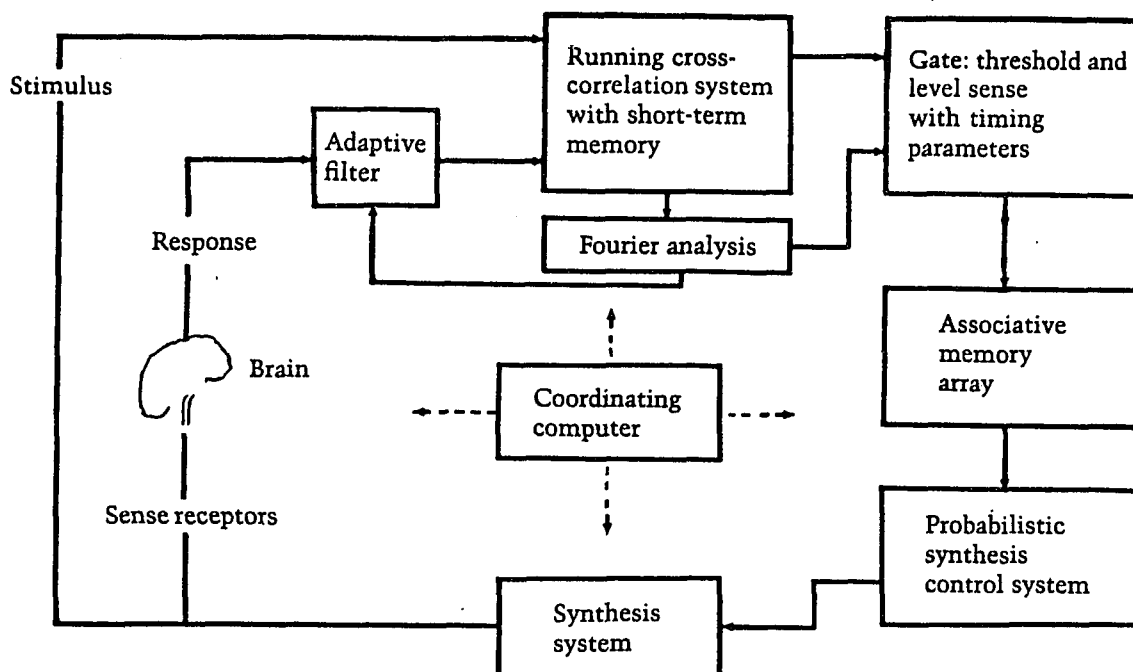 Stimulus
Running cross-
correlation system
with short-term
memory
Gate: threshold and
level sense
with timing
parameters
Adaptive
filter
Response
Fourier analysis
Brain
Associative
memory
array
Coordinating
computer
Sense receptors
Probabilistic
synthesis
control system
Synthesis
system